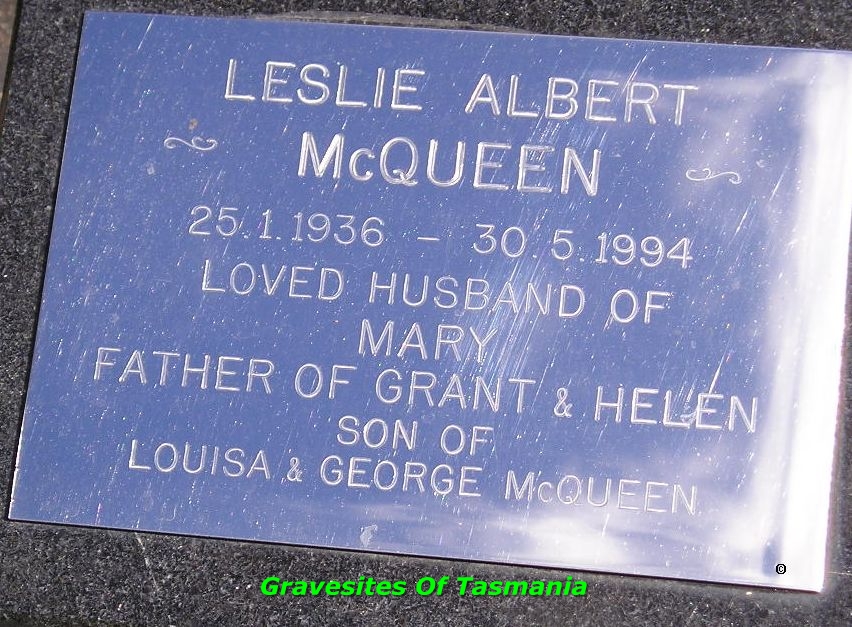 LESLIE ALBERT
McQUEEN
25.1.1936 - 30.5.1994
LOVED HUSBAND OF
MARY
FATHER OF GRANT & HELEN
SON OF
LOUISA & GEORGE McQUEEN
©
Gravesites Of Tasmania